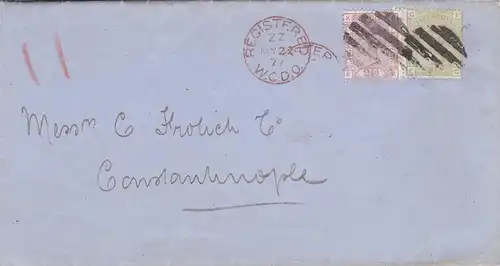 REGISTERED
22
MY 22
77
W.C.D.O.
Messrs C Frolich Co
Constantinople